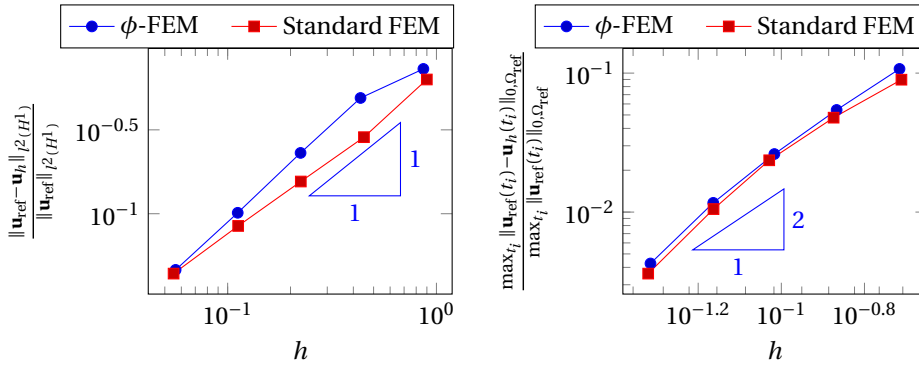 ϕ-FEM Standard FEM
10^{-0.5}
10^{-1}
‖𝐮_ref−𝐮_h‖_{l²(H¹)}
‖𝐮_ref‖_{l²(H¹)}
1
1
10^{-1} 10^0
h
ϕ-FEM Standard FEM
10^{-1}
10^{-2}
max_{t_i} ‖𝐮_ref(t_i)−𝐮_h(t_i)‖_{0,Ω_ref}
max_{t_i} ‖𝐮_ref(t_i)‖_{0,Ω_ref}
2
1
10^{-1.2} 10^{-1} 10^{-0.8}
h